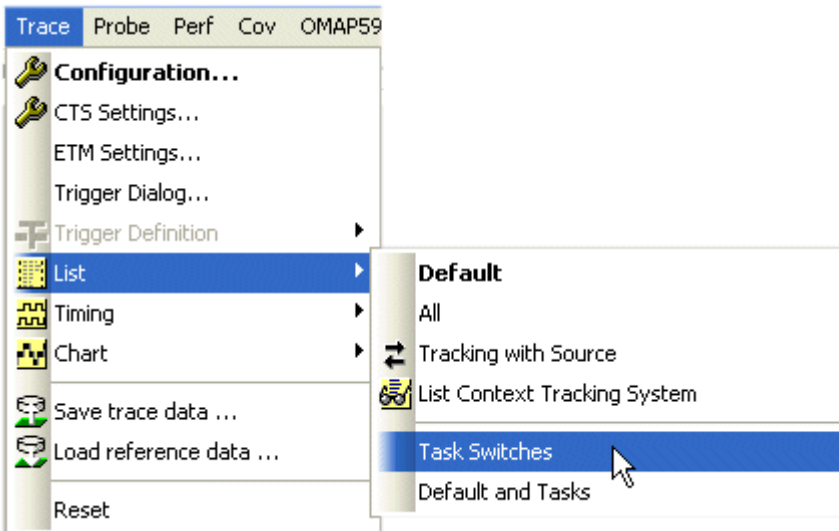 Trace Probe Perf Cov OMAP59
Configuration...
CTS Settings...
ETM Settings...
Trigger Dialog...
Trigger Definition
List
Timing
Chart
Save trace data ...
Load reference data ...
Reset
Default
All
Tracking with Source
List Context Tracking System
Task Switches
Default and Tasks